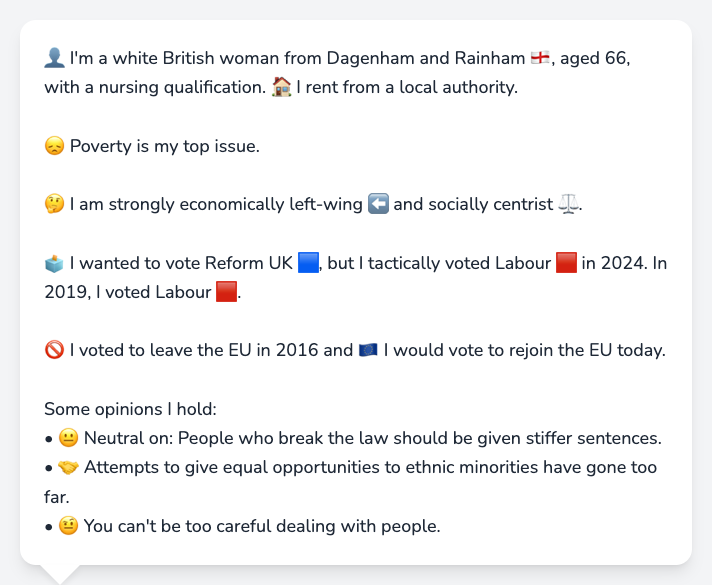 👤 I'm a white British woman from Dagenham and Rainham 🏴󠁧󠁢󠁥󠁮󠁧󠁿, aged 66,
with a nursing qualification. 🏠 I rent from a local authority.
😞 Poverty is my top issue.
🤔 I am strongly economically left-wing ⬅️ and socially centrist ⚖️.
🗳️ I wanted to vote Reform UK 🟦, but I tactically voted Labour 🟥 in 2024. In
2019, I voted Labour 🟥.
🚫 I voted to leave the EU in 2016 and 🇪🇺 I would vote to rejoin the EU today.
Some opinions I hold:
• 😐 Neutral on: People who break the law should be given stiffer sentences.
• 🤝 Attempts to give equal opportunities to ethnic minorities have gone too
far.
• 🤨 You can't be too careful dealing with people.